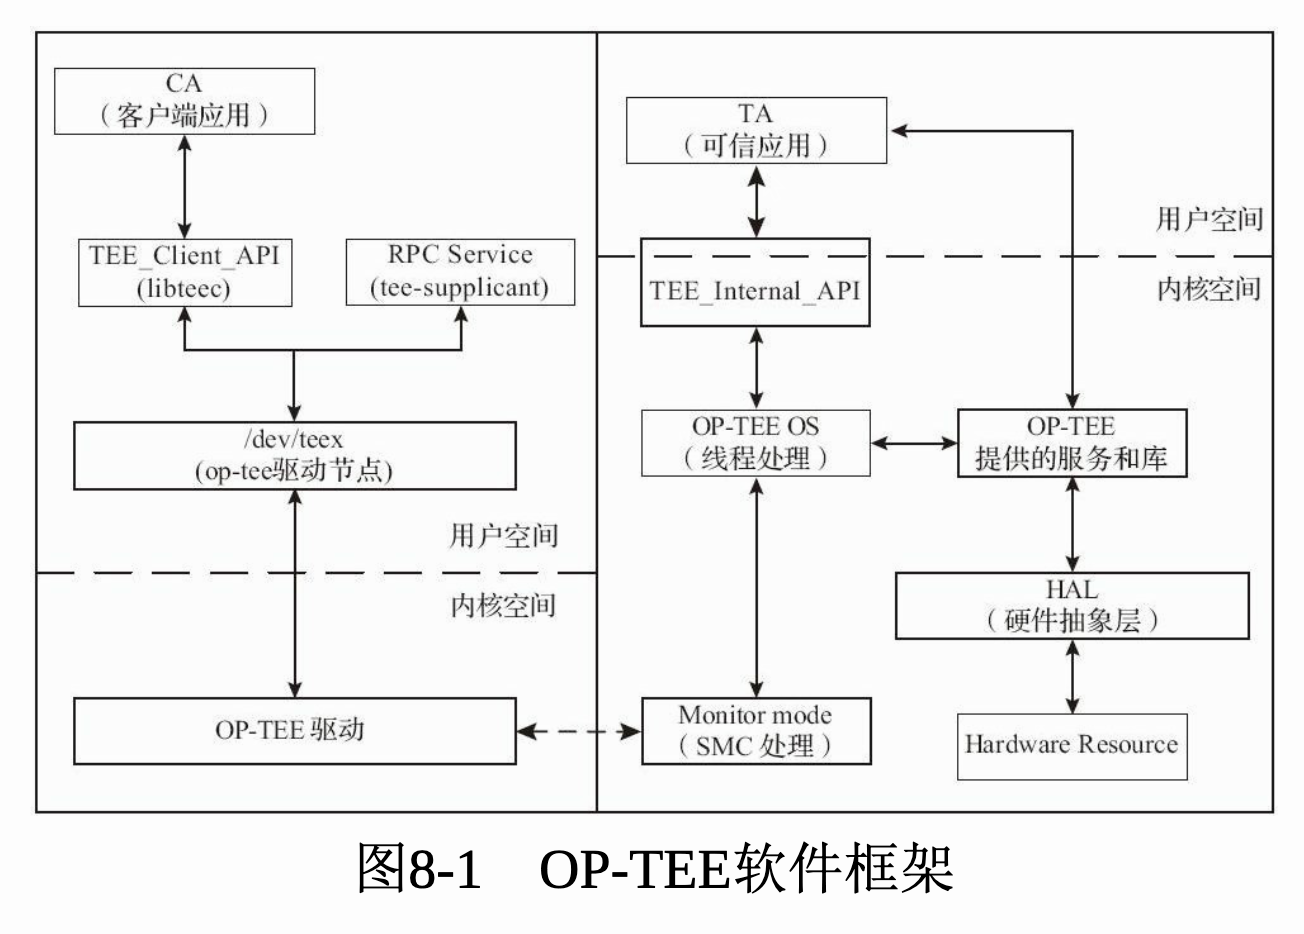 CA
（客户端应用）
TEE_Client_API
(libteec)
RPC Service
(tee-supplicant)
/dev/teex
(op-tee驱动节点)
用户空间
内核空间
OP-TEE 驱动
TA
（可信应用）
用户空间
内核空间
TEE_Internal_API
OP-TEE OS
（线程处理）
OP-TEE
提供的服务和库
HAL
（硬件抽象层）
Monitor mode
（SMC 处理）
Hardware Resource
图8-1 OP-TEE软件框架